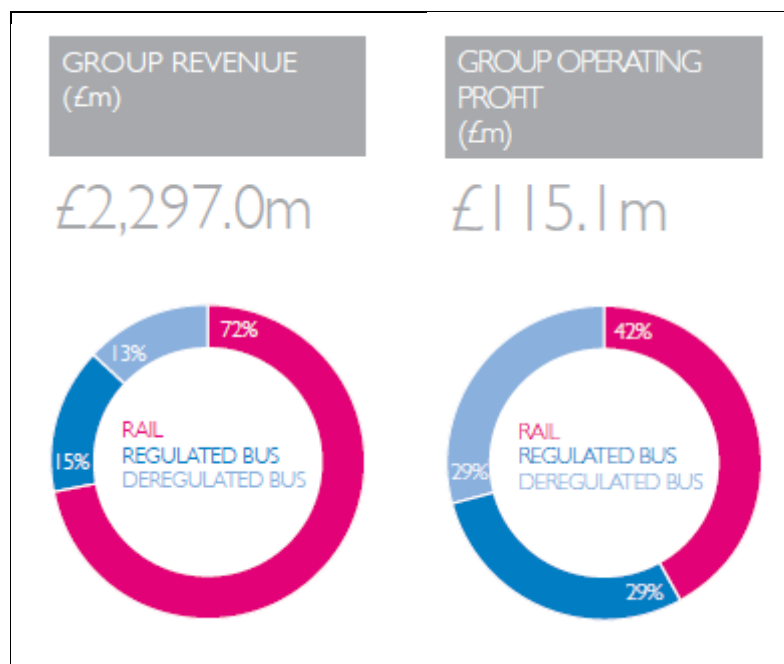 GROUP REVENUE
(£m)
£2,297.0m
72%
13%
15%
RAIL
REGULATED BUS
DEREGULATED BUS
GROUP OPERATING
PROFIT
(£m)
£115.1m
42%
29%
29%
RAIL
REGULATED BUS
DEREGULATED BUS